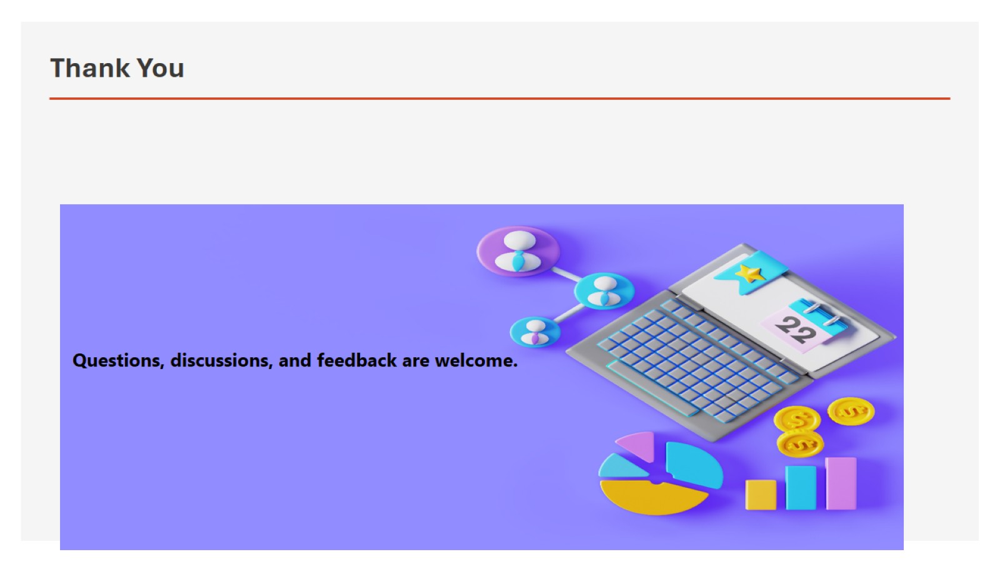 Thank You
22
Questions, discussions, and feedback are welcome.
$
$
$